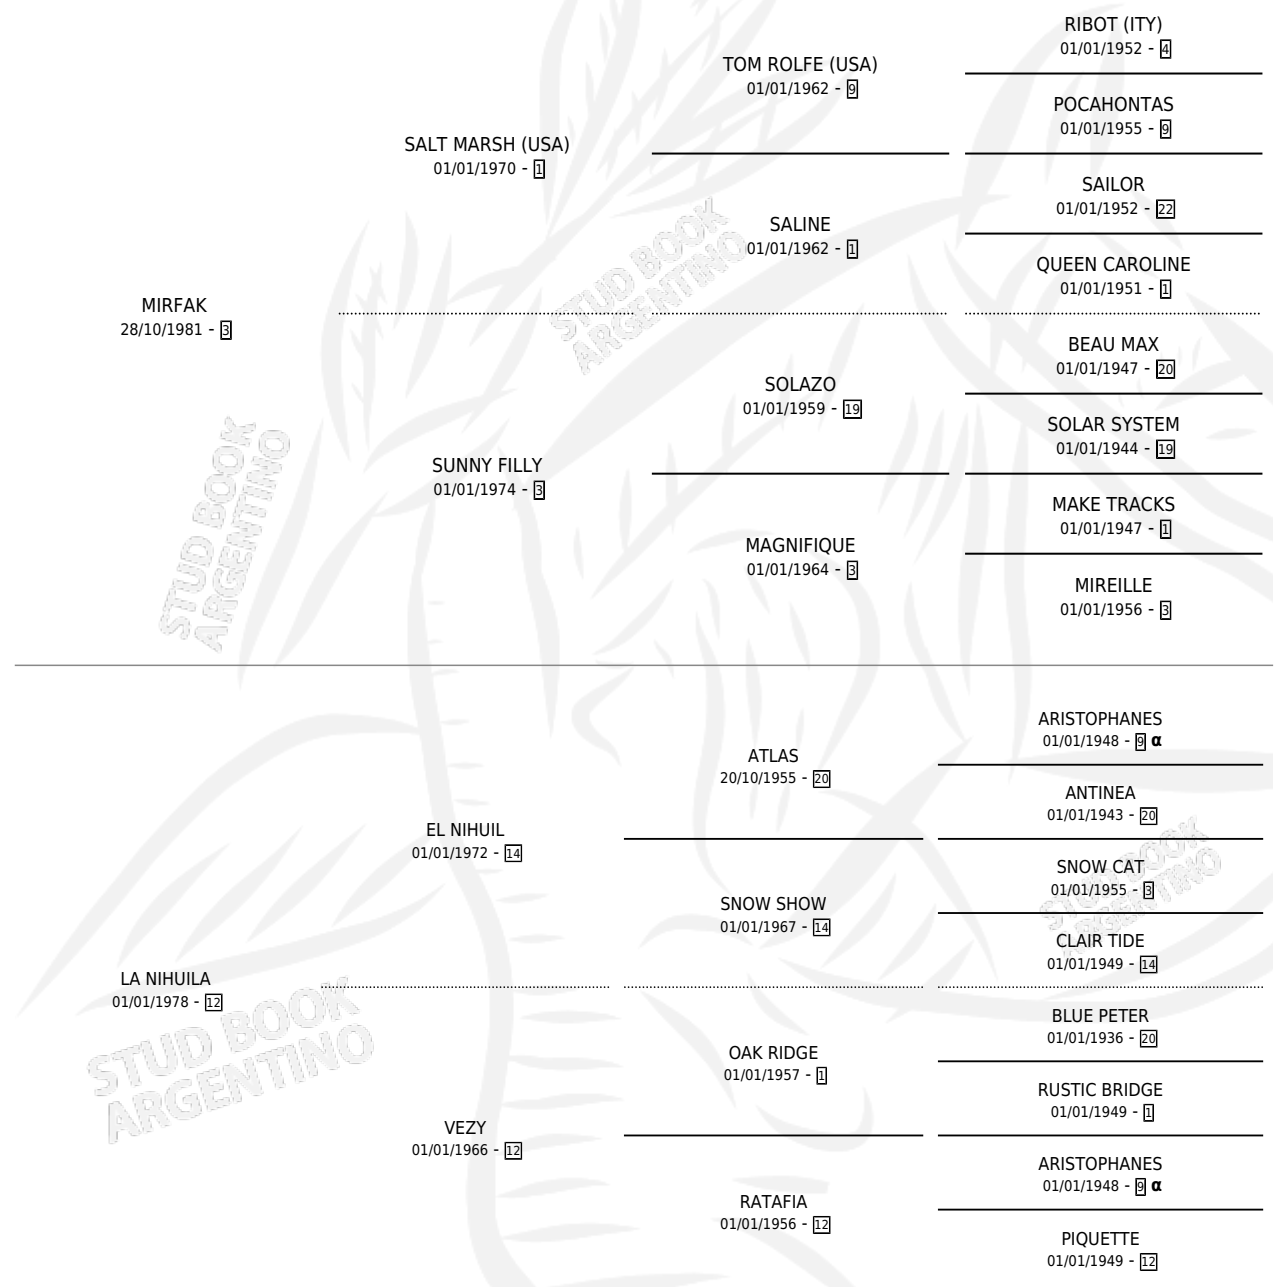 RIBOT (ITY)
01/01/1952 - 4
TOM ROLFE (USA)
01/01/1962 - 9
POCAHONTAS
01/01/1955 - 9
SALT MARSH (USA)
01/01/1970 - 1
SAILOR
01/01/1952 - 22
SALINE
01/01/1962 - 1
QUEEN CAROLINE
01/01/1951 - 1
MIRFAK
28/10/1981 - 3
BEAU MAX
01/01/1947 - 20
SOLAZO
01/01/1959 - 19
SOLAR SYSTEM
01/01/1944 - 19
SUNNY FILLY
01/01/1974 - 3
MAKE TRACKS
01/01/1947 - 1
MAGNIFIQUE
01/01/1964 - 3
MIREILLE
01/01/1956 - 3
ARISTOPHANES
01/01/1948 - 9 α
ATLAS
20/10/1955 - 20
ANTINEA
01/01/1943 - 20
EL NIHUIL
01/01/1972 - 14
SNOW CAT
01/01/1955 - 3
SNOW SHOW
01/01/1967 - 14
CLAIR TIDE
01/01/1949 - 14
LA NIHUILA
01/01/1978 - 12
BLUE PETER
01/01/1936 - 20
OAK RIDGE
01/01/1957 - 1
RUSTIC BRIDGE
01/01/1949 - 1
VEZY
01/01/1966 - 12
ARISTOPHANES
01/01/1948 - 9 α
RATAFIA
01/01/1956 - 12
PIQUETTE
01/01/1949 - 12
STUD BOOK
ARGENTINO
STUD BOOK
ARGENTINO
STUD BOOK
ARGENTINO
STUD BOOK
ARGENTINO